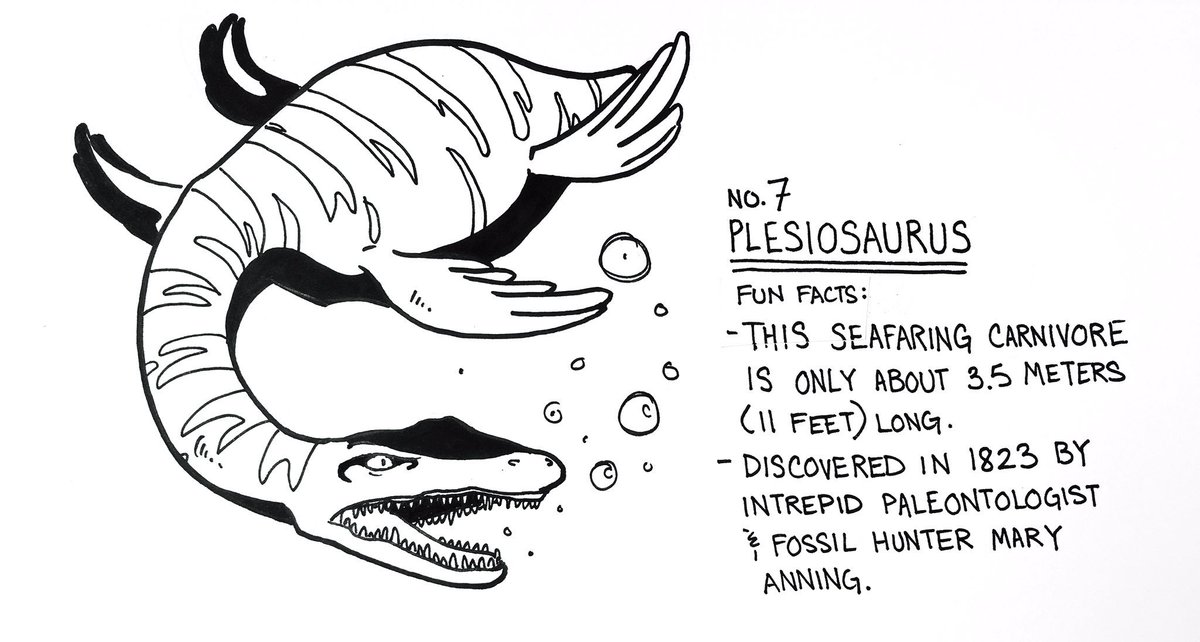 NO. 7
PLESIOSAURUS
FUN FACTS:
- THIS SEAFARING CARNIVORE
IS ONLY ABOUT 3.5 METERS
(11 FEET) LONG.
- DISCOVERED IN 1823 BY
INTREPID PALEONTOLOGIST
& FOSSIL HUNTER MARY
ANNING.